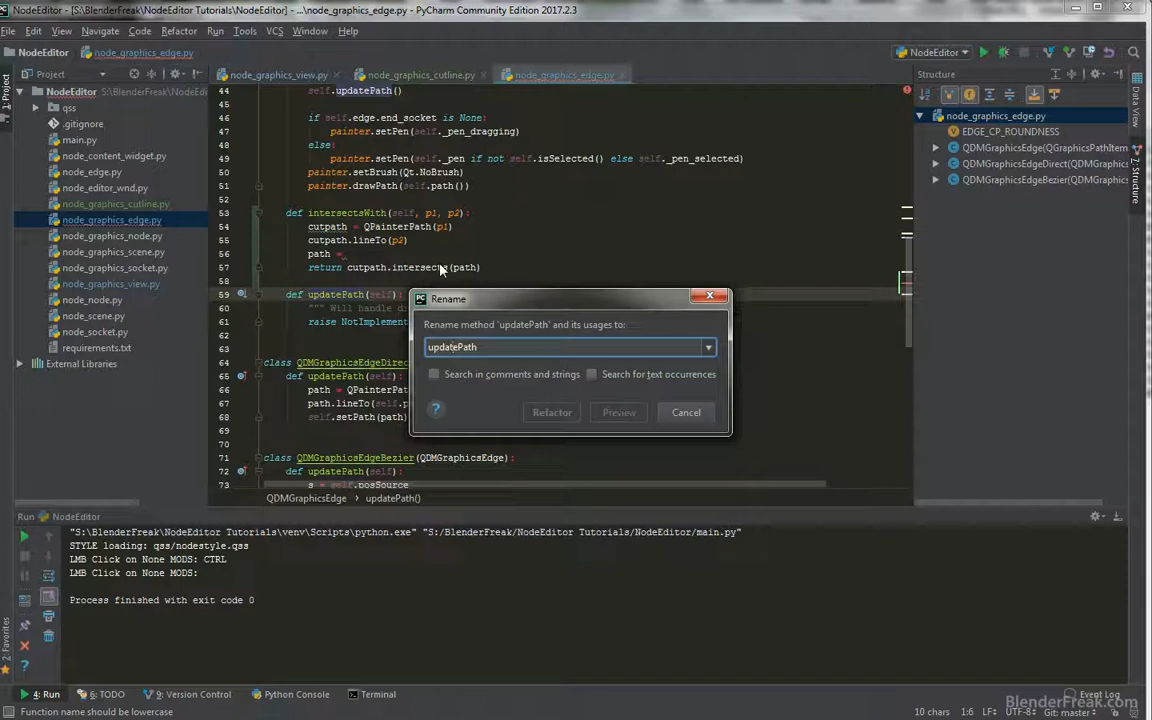 NodeEditor - [S:\BlenderFreak\NodeEditor Tutorials\NodeEditor] - ...\node_graphics_edge.py - PyCharm Community Edition 2017.2.3
File Edit View Navigate Code Refactor Run Tools VCS Window Help
NodeEditor node_graphics_edge.py NodeEditor
Project node_graphics_view.py node_graphics_cutline.py node_graphics_edge.py Structure
1: Project
NodeEditor S:\BlenderFreak\NodeEdit
qss
.gitignore
main.py
node_content_widget.py
node_edge.py
node_editor_wnd.py
node_graphics_cutline.py
node_graphics_edge.py
node_graphics_node.py
node_graphics_scene.py
node_graphics_socket.py
node_graphics_view.py
node_node.py
node_scene.py
node_socket.py
requirements.txt
External Libraries
44 self.updatePath()
45
46 if self.edge.end_socket is None:
47 painter.setPen(self._pen_dragging)
48 else:
49 painter.setPen(self._pen if not self.isSelected() else self._pen_selected)
50 painter.setBrush(Qt.NoBrush)
51 painter.drawPath(self.path())
52
53 def intersectsWith(self, p1, p2):
54 cutpath = QPainterPath(p1)
55 cutpath.lineTo(p2)
56 path =
57 return cutpath.intersects(path)
58
59 def updatePath(self):
60 """ Will handle d
61 raise NotImplement
62
63
64 class QDMGraphicsEdgeDirec
65 def updatePath(self):
66 path = QPainterPat
67 path.lineTo(self.p
68 self.setPath(path)
69
70
71 class QDMGraphicsEdgeBezier(QDMGraphicsEdge):
72 def updatePath(self):
73 s = self.posSource
QDMGraphicsEdge updatePath()
Rename
Rename method 'updatePath' and its usages to:
updatePath
Search in comments and strings Search for text occurrences
? Refactor Preview Cancel
node_graphics_edge.py
EDGE_CP_ROUNDNESS
QDMGraphicsEdge(QGraphicsPathItem
QDMGraphicsEdgeDirect(QDMGraphics
QDMGraphicsEdgeBezier(QDMGraphics
Data View
7: Structure
Run NodeEditor
"S:\BlenderFreak\NodeEditor Tutorials\venv\Scripts\python.exe" "S:/BlenderFreak/NodeEditor Tutorials/NodeEditor/main.py"
STYLE loading: qss/nodestyle.qss
LMB Click on None MODS: CTRL
LMB Click on None MODS:
Process finished with exit code 0
2: Favorites
4: Run 6: TODO 9: Version Control Python Console Terminal Event Log
Function name should be lowercase 10 chars 1:6 LF÷ UTF-8÷ Git: master÷
BlenderFreak.com